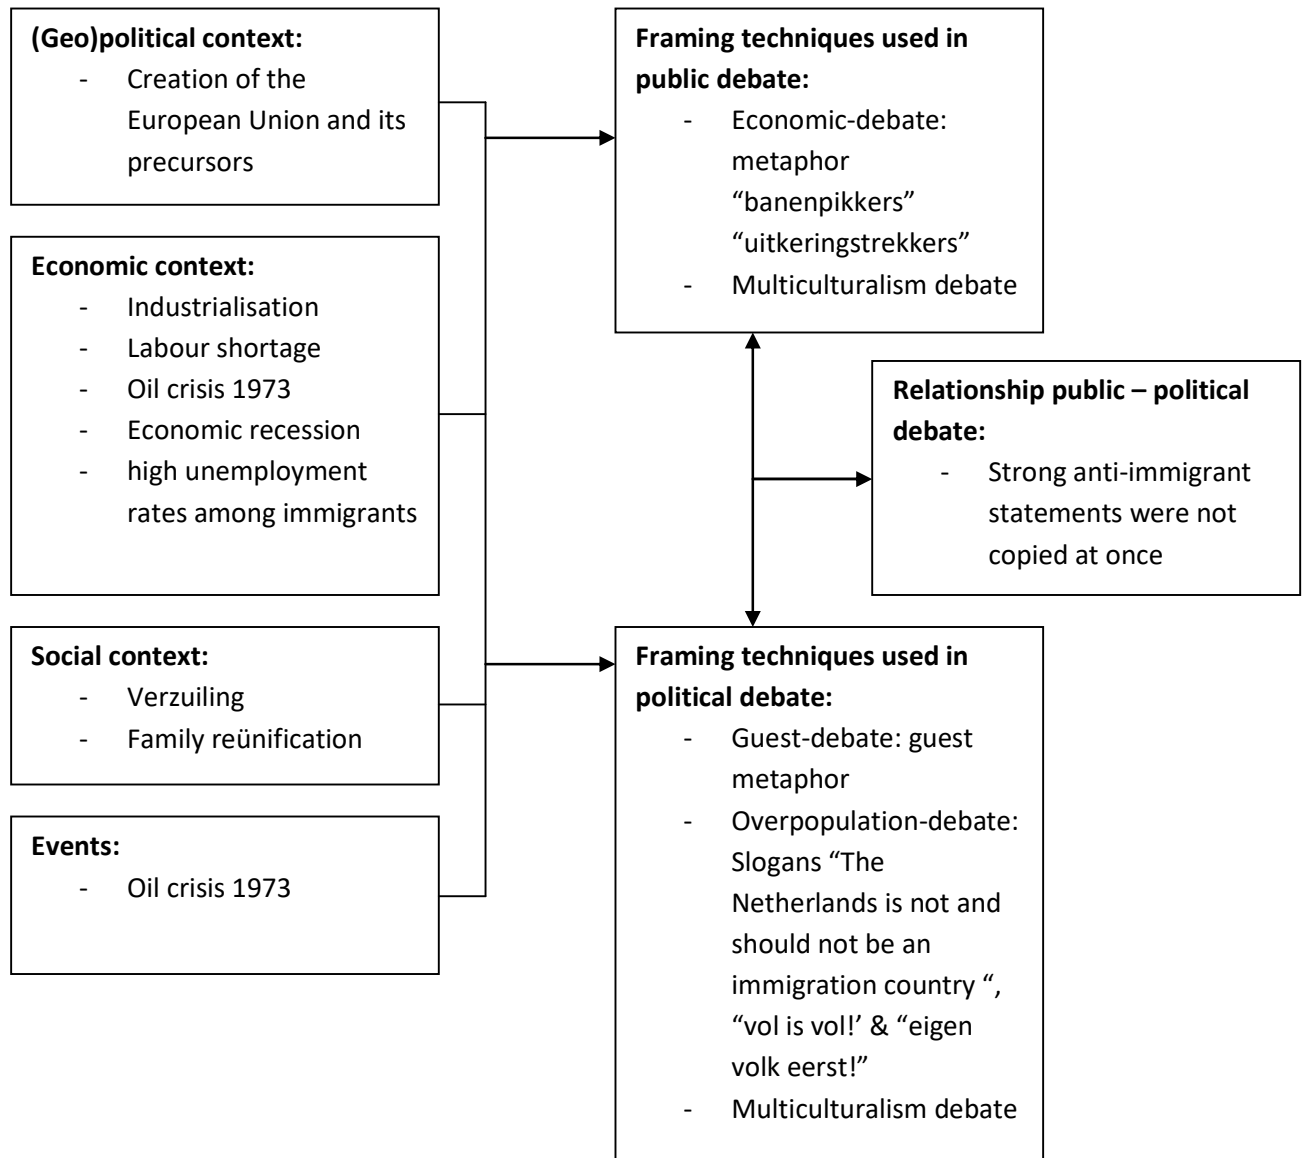 (Geo)political context:
- Creation of the
European Union and its
precursors
Economic context:
- Industrialisation
- Labour shortage
- Oil crisis 1973
- Economic recession
- high unemployment
rates among immigrants
Social context:
- Verzuiling
- Family reünification
Events:
- Oil crisis 1973
Framing techniques used in
public debate:
- Economic-debate:
metaphor
“banenpikkers”
“uitkeringstrekkers”
- Multiculturalism debate
Relationship public – political
debate:
- Strong anti-immigrant
statements were not
copied at once
Framing techniques used in
political debate:
- Guest-debate: guest
metaphor
- Overpopulation-debate:
Slogans “The
Netherlands is not and
should not be an
immigration country “,
“vol is vol!’ & “eigen
volk eerst!”
- Multiculturalism debate